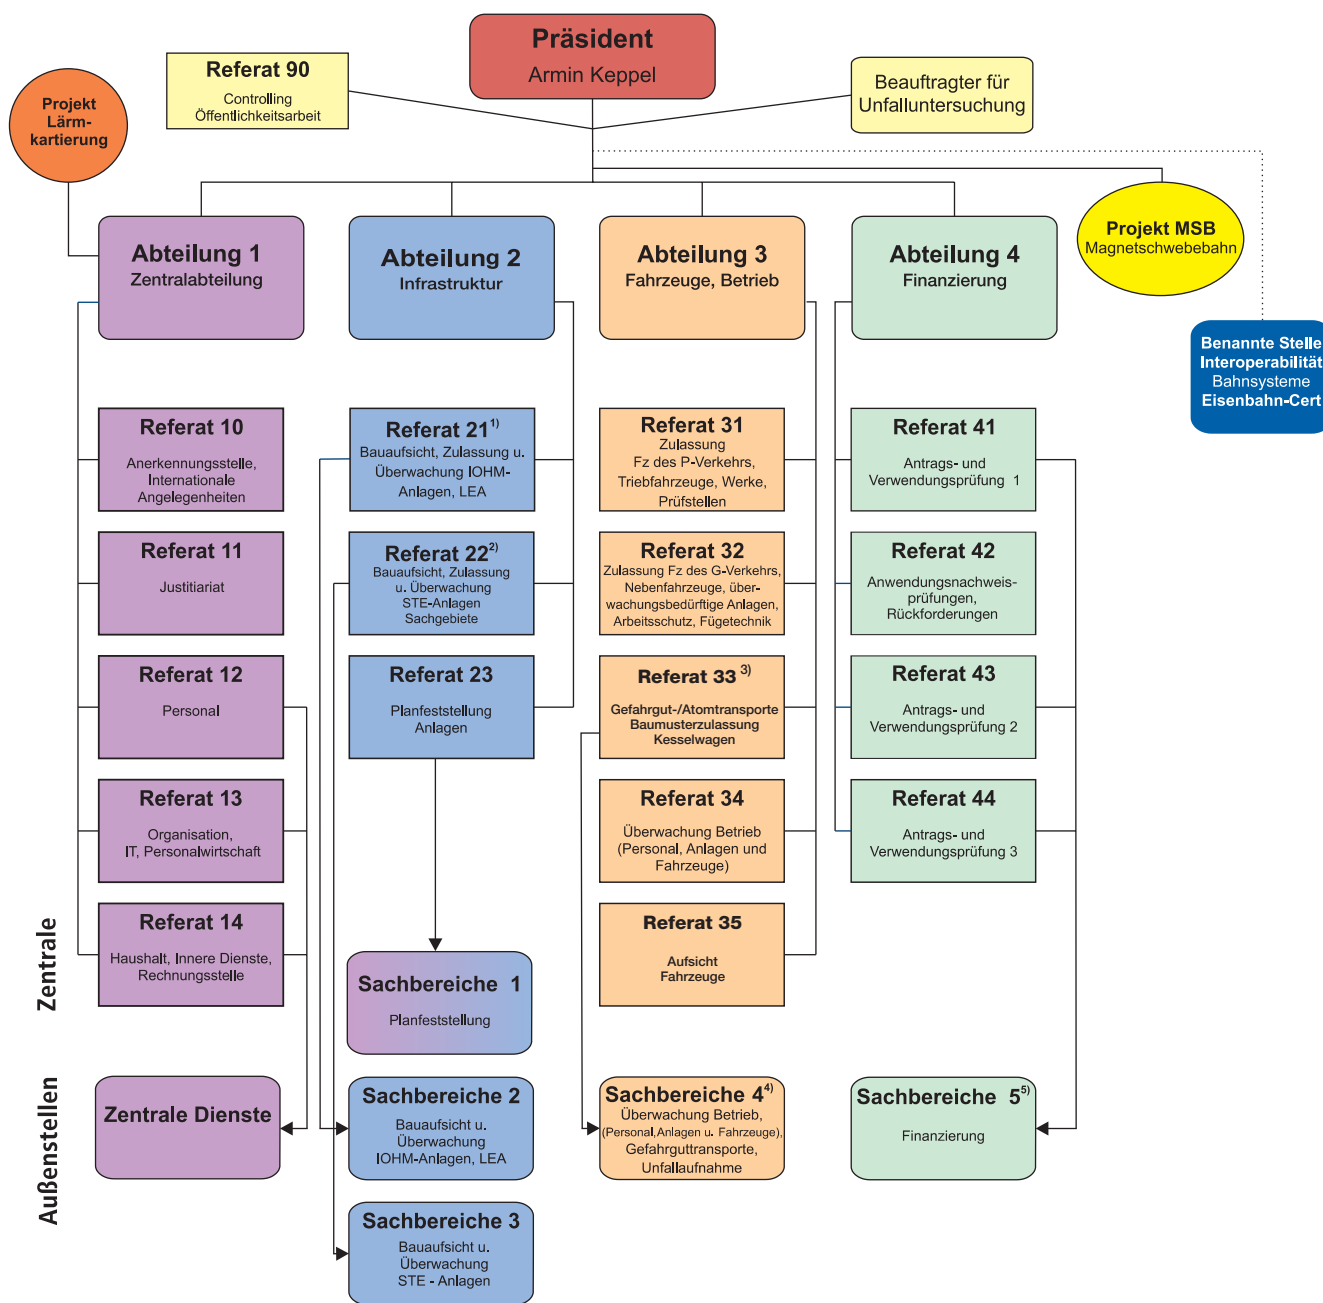 Präsident
Armin Keppel
Referat 90
Controlling
Öffentlichkeitsarbeit
Beauftragter für
Unfalluntersuchung
Projekt
Lärm-
kartierung
Abteilung 1
Zentralabteilung
Abteilung 2
Infrastruktur
Abteilung 3
Fahrzeuge, Betrieb
Abteilung 4
Finanzierung
Projekt MSB
Magnetschwebebahn
Benannte Stelle
Interoperabilität
Bahnsysteme
Eisenbahn-Cert
Referat 10
Anerkennungsstelle,
Internationale
Angelegenheiten
Referat 11
Justitiariat
Referat 12
Personal
Referat 13
Organisation,
IT, Personalwirtschaft
Referat 14
Haushalt, Innere Dienste,
Rechnungsstelle
Referat 21 1)
Bauaufsicht, Zulassung u.
Überwachung IOHM-
Anlagen, LEA
Referat 22 2)
Bauaufsicht, Zulassung
u. Überwachung
STE-Anlagen
Sachgebiete
Referat 23
Planfeststellung
Anlagen
Sachbereiche 1
Planfeststellung
Referat 31
Zulassung
Fz des P-Verkehrs,
Triebfahrzeuge, Werke,
Prüfstellen
Referat 32
Zulassung Fz des G-Verkehrs,
Nebenfahrzeuge, über-
wachungsbedürftige Anlagen,
Arbeitsschutz, Fügetechnik
Referat 33 3)
Gefahrgut-/Atomtransporte
Baumusterzulassung
Kesselwagen
Referat 34
Überwachung Betrieb
(Personal, Anlagen und
Fahrzeuge)
Referat 35
Aufsicht
Fahrzeuge
Referat 41
Antrags- und
Verwendungsprüfung 1
Referat 42
Anwendungsnachweis-
prüfungen,
Rückforderungen
Referat 43
Antrags- und
Verwendungsprüfung 2
Referat 44
Antrags- und
Verwendungsprüfung 3
Zentrale
Außenstellen
Zentrale Dienste
Sachbereiche 2
Bauaufsicht u.
Überwachung
IOHM-Anlagen, LEA
Sachbereiche 3
Bauaufsicht u.
Überwachung
STE - Anlagen
Sachbereiche 4 4)
Überwachung Betrieb,
(Personal,Anlagen u. Fahrzeuge),
Gefahrguttransporte,
Unfallaufnahme
Sachbereiche 5 5)
Finanzierung